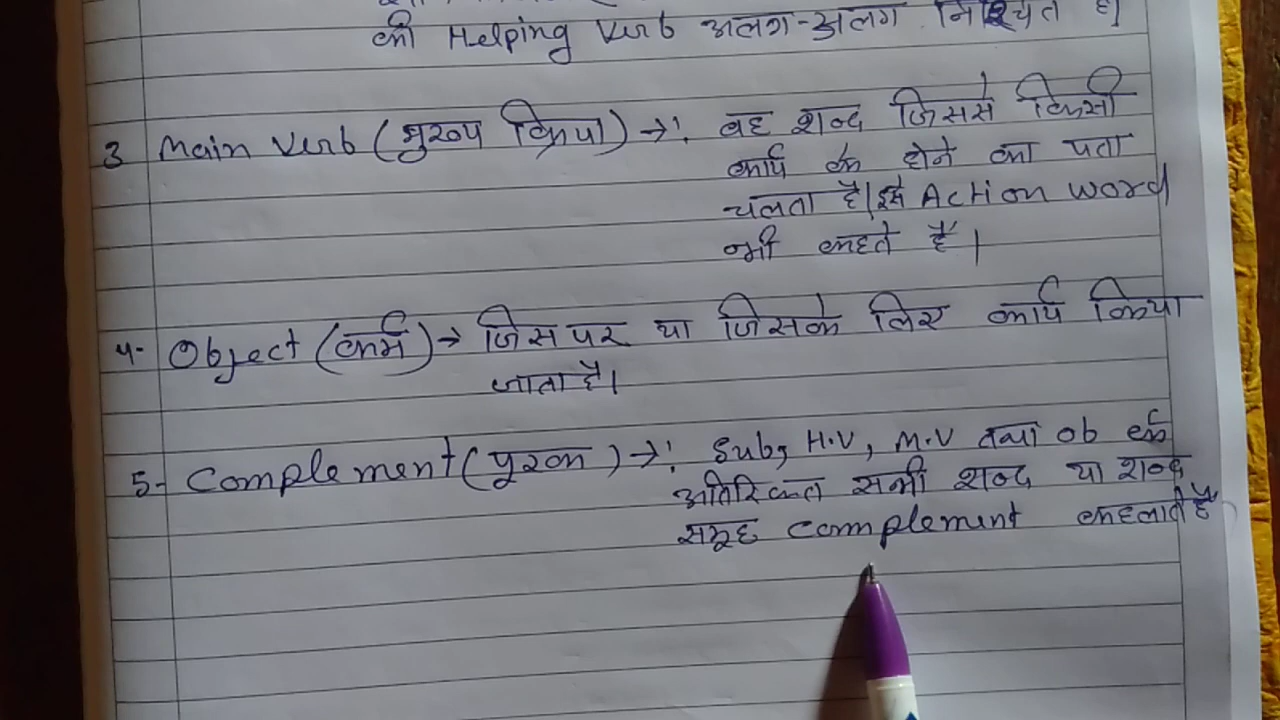 की Helping Verb अलग-अलग निश्चित है।
3 Main Verb (मुख्य क्रिया) →: वह शब्द जिससे किसी
कार्य के होने का पता
चलता है। इसे Action word
भी कहते हैं।
4- Object (कर्म) → जिस पर या जिसके लिए कार्य किया
जाता है।
5- Complement (पूरक) →: Sub, H.V, M.V तथा ob के
अतिरिक्त सभी शब्द या शब्द
समूह Complement कहलाते हैं